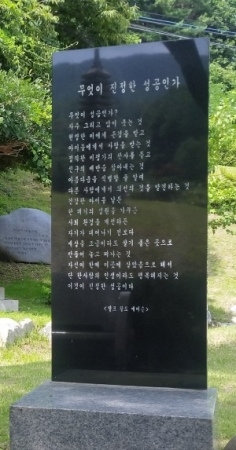 무엇이 진정한 성공인가
무엇이 성공인가?
자주 그리고 많이 웃는 것
현명한 이에게 존경을 받고
아이들에게서 사랑을 받는 것
정직한 비평가의 찬사를 듣고
친구의 배반을 참아내는 것
아름다움을 식별할 줄 알며
다른 사람에게서 최선의 것을 발견하는 것
건강한 아이를 낳든
한 뙈기의 정원을 가꾸든
사회 환경을 개선하든
자기가 태어나기 전보다
세상을 조금이라도 살기 좋은 곳으로
만들어 놓고 떠나는 것
자신이 한때 이곳에 살았음으로 해서
단 한사람의 인생이라도 행복해지는 것
이것이 진정한 성공이다
<랄프 왈도 에머슨>